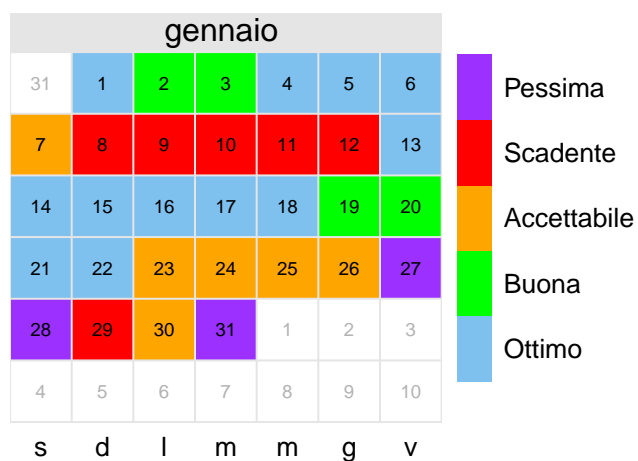 gennaio
31 1 2 3 4 5 6
7 8 9 10 11 12 13
14 15 16 17 18 19 20
21 22 23 24 25 26 27
28 29 30 31 1 2 3
4 5 6 7 8 9 10
s d l m m g v
Pessima
Scadente
Accettabile
Buona
Ottimo